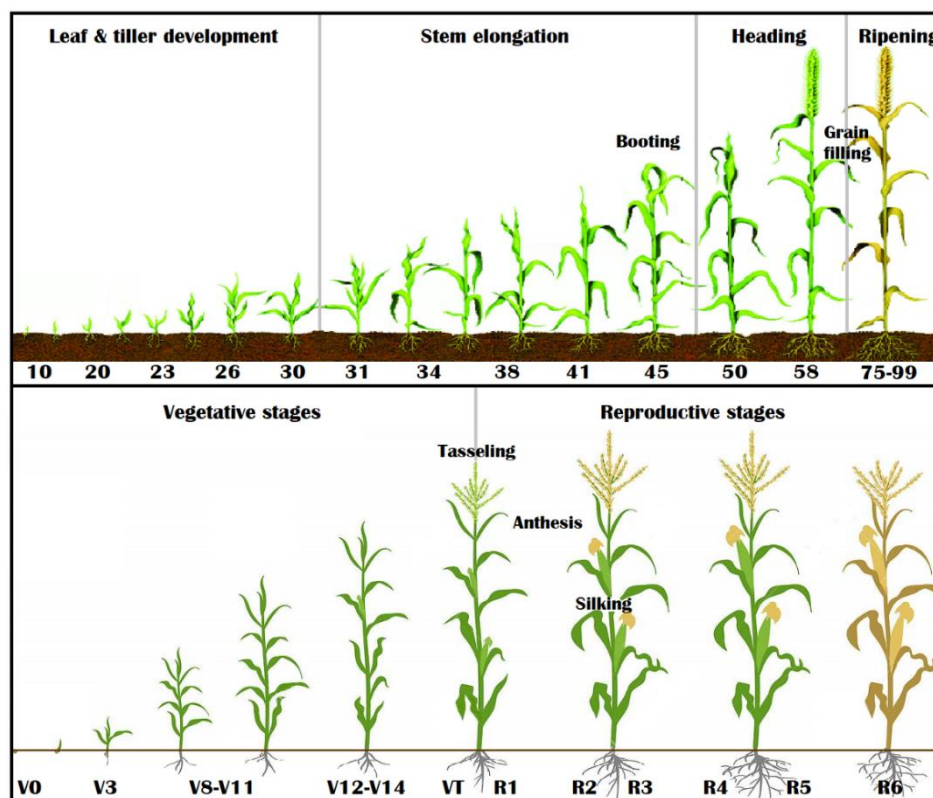 Leaf & tiller development Stem elongation Heading Ripening
Booting
Grain
filling
10 20 23 26 30 31 34 38 41 45 50 58 75-99
Vegetative stages Reproductive stages
Tasseling
Anthesis
Silking
V0 V3 V8-V11 V12-V14 VT R1 R2 R3 R4 R5 R6